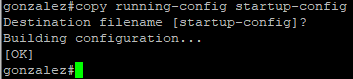 gonzalez#copy running-config startup-config
Destination filename [startup-config]?
Building configuration...
[OK]
gonzalez#